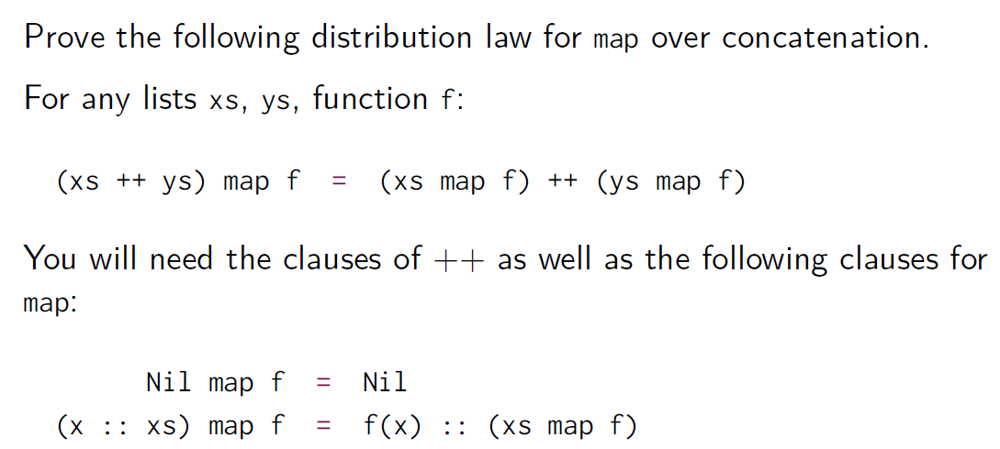 Prove the following distribution law for map over concatenation.
For any lists xs, ys, function f:
(xs ++ ys) map f = (xs map f) ++ (ys map f)
You will need the clauses of ++ as well as the following clauses for
map:
Nil map f = Nil
(x :: xs) map f = f(x) :: (xs map f)